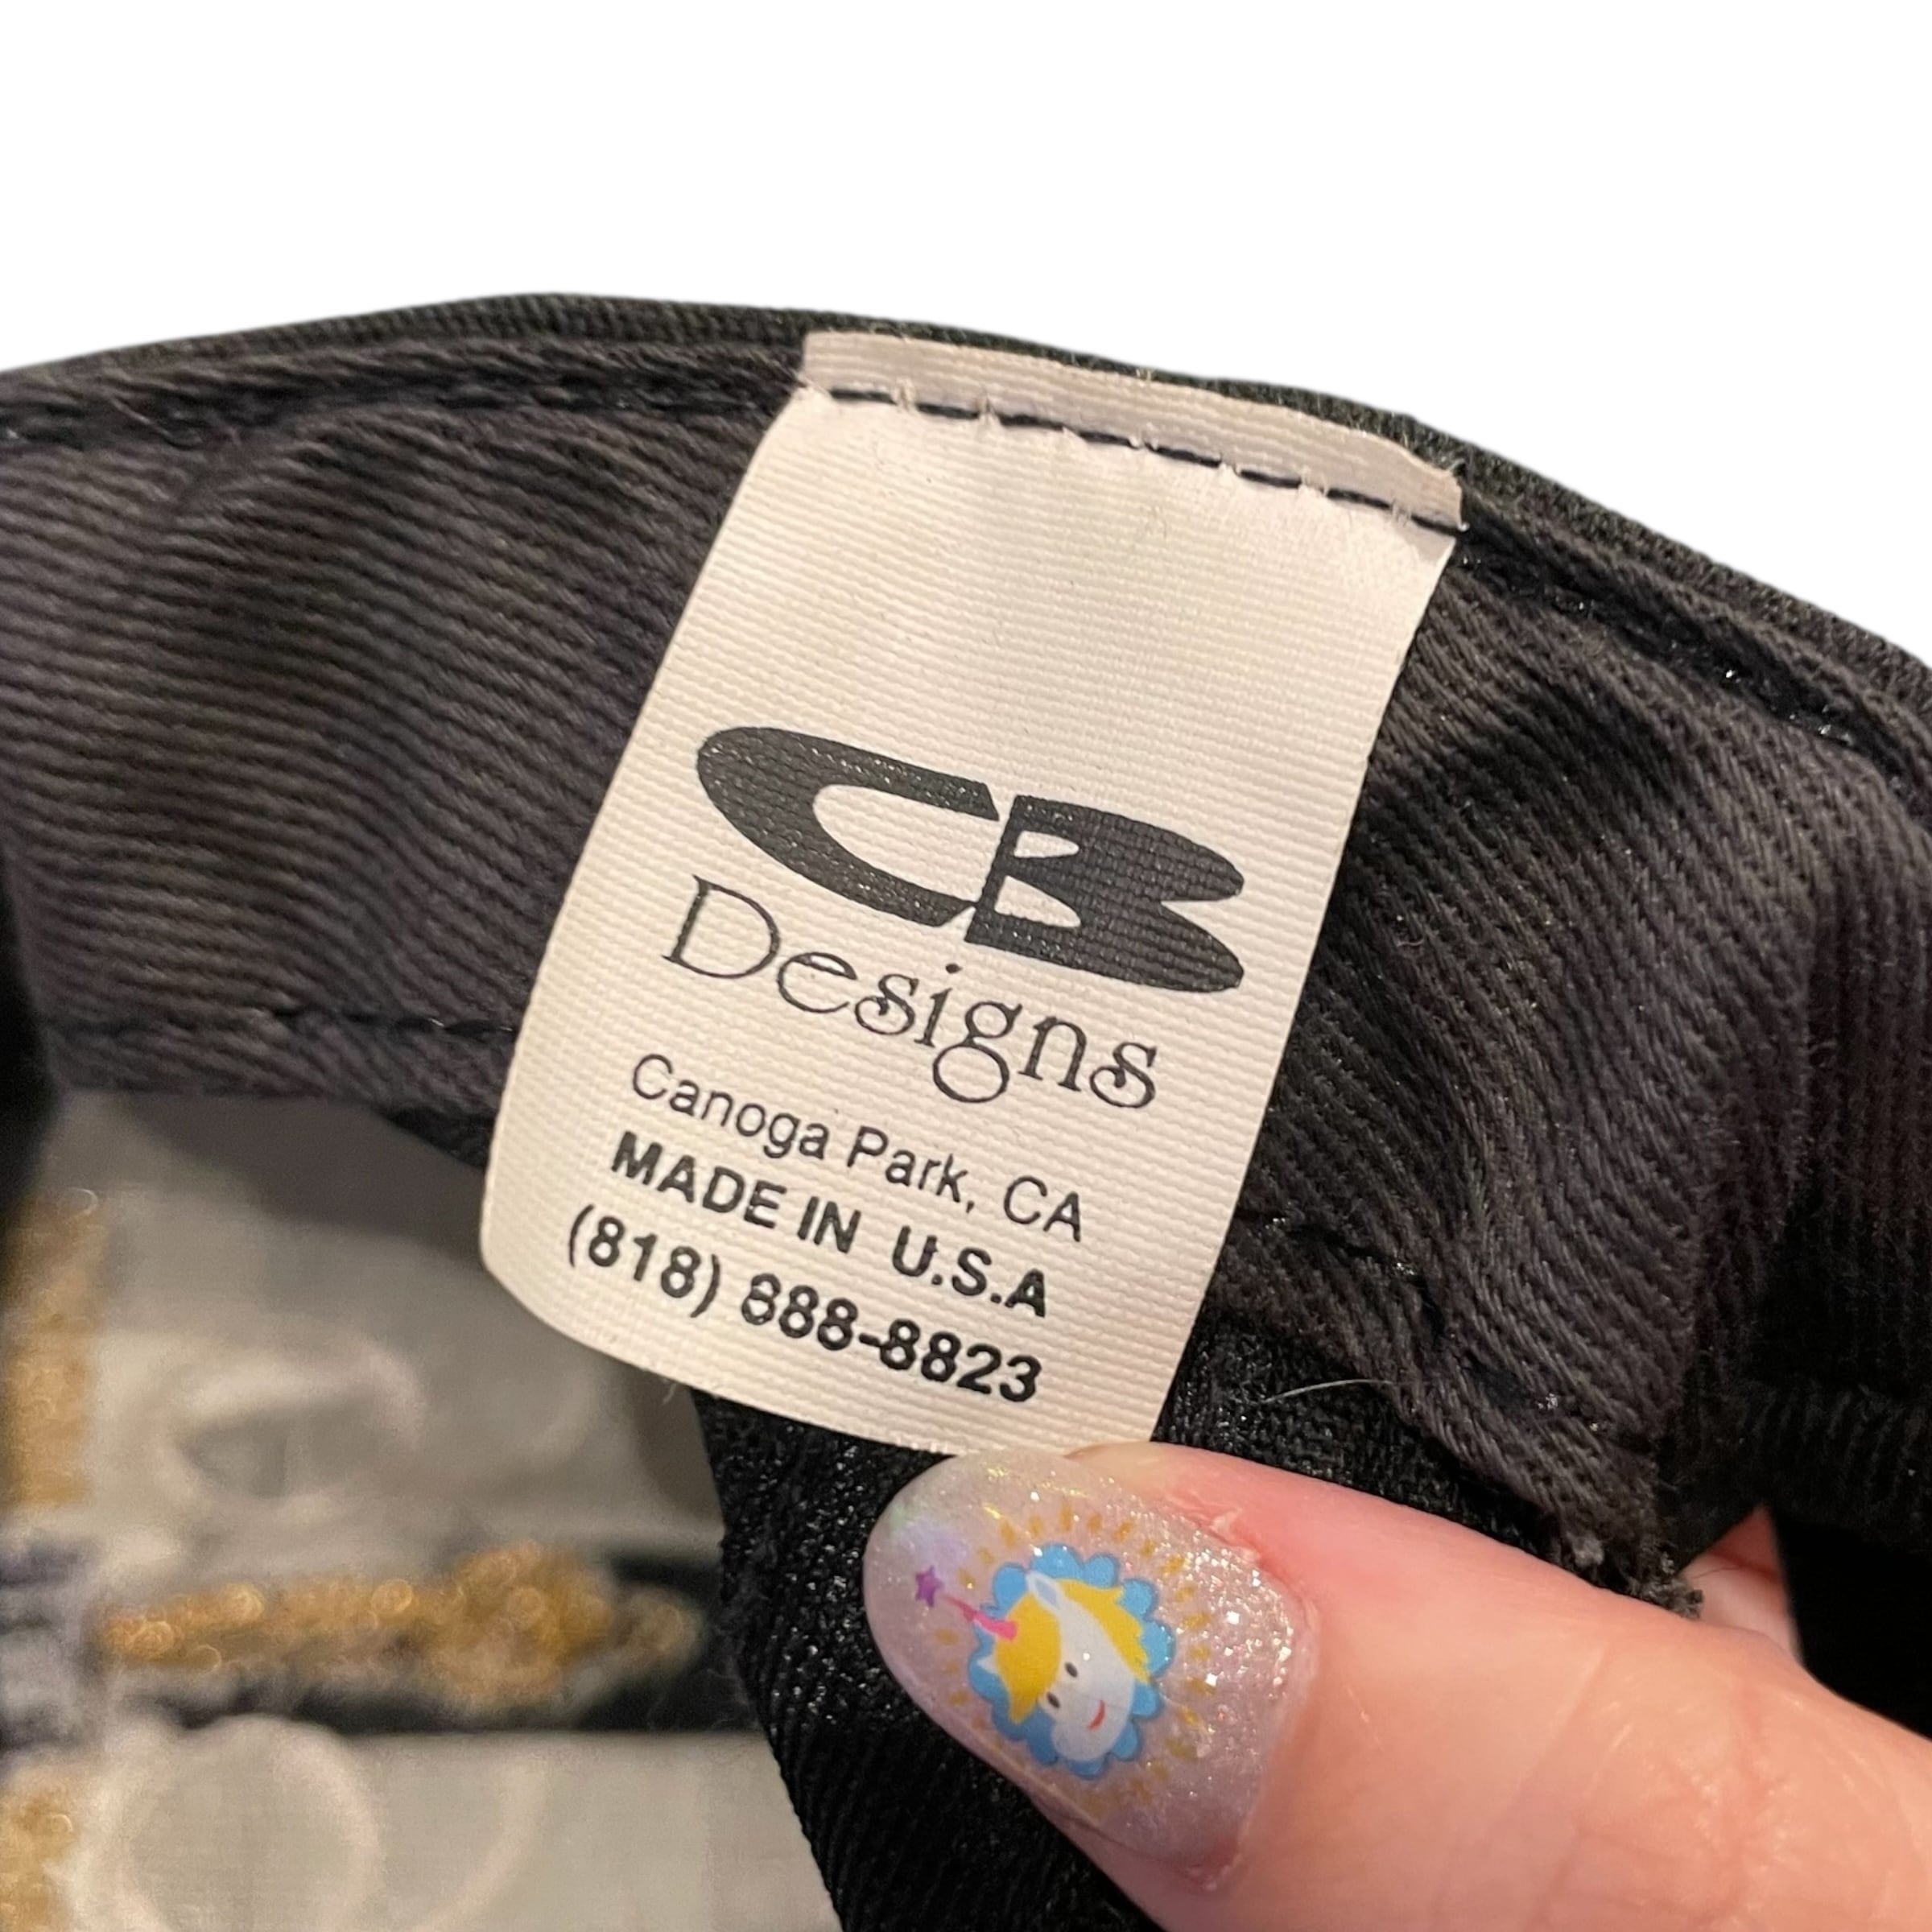 CB
Designs
Canoga Park, CA
MADE IN U.S.A
(818) 888-8823